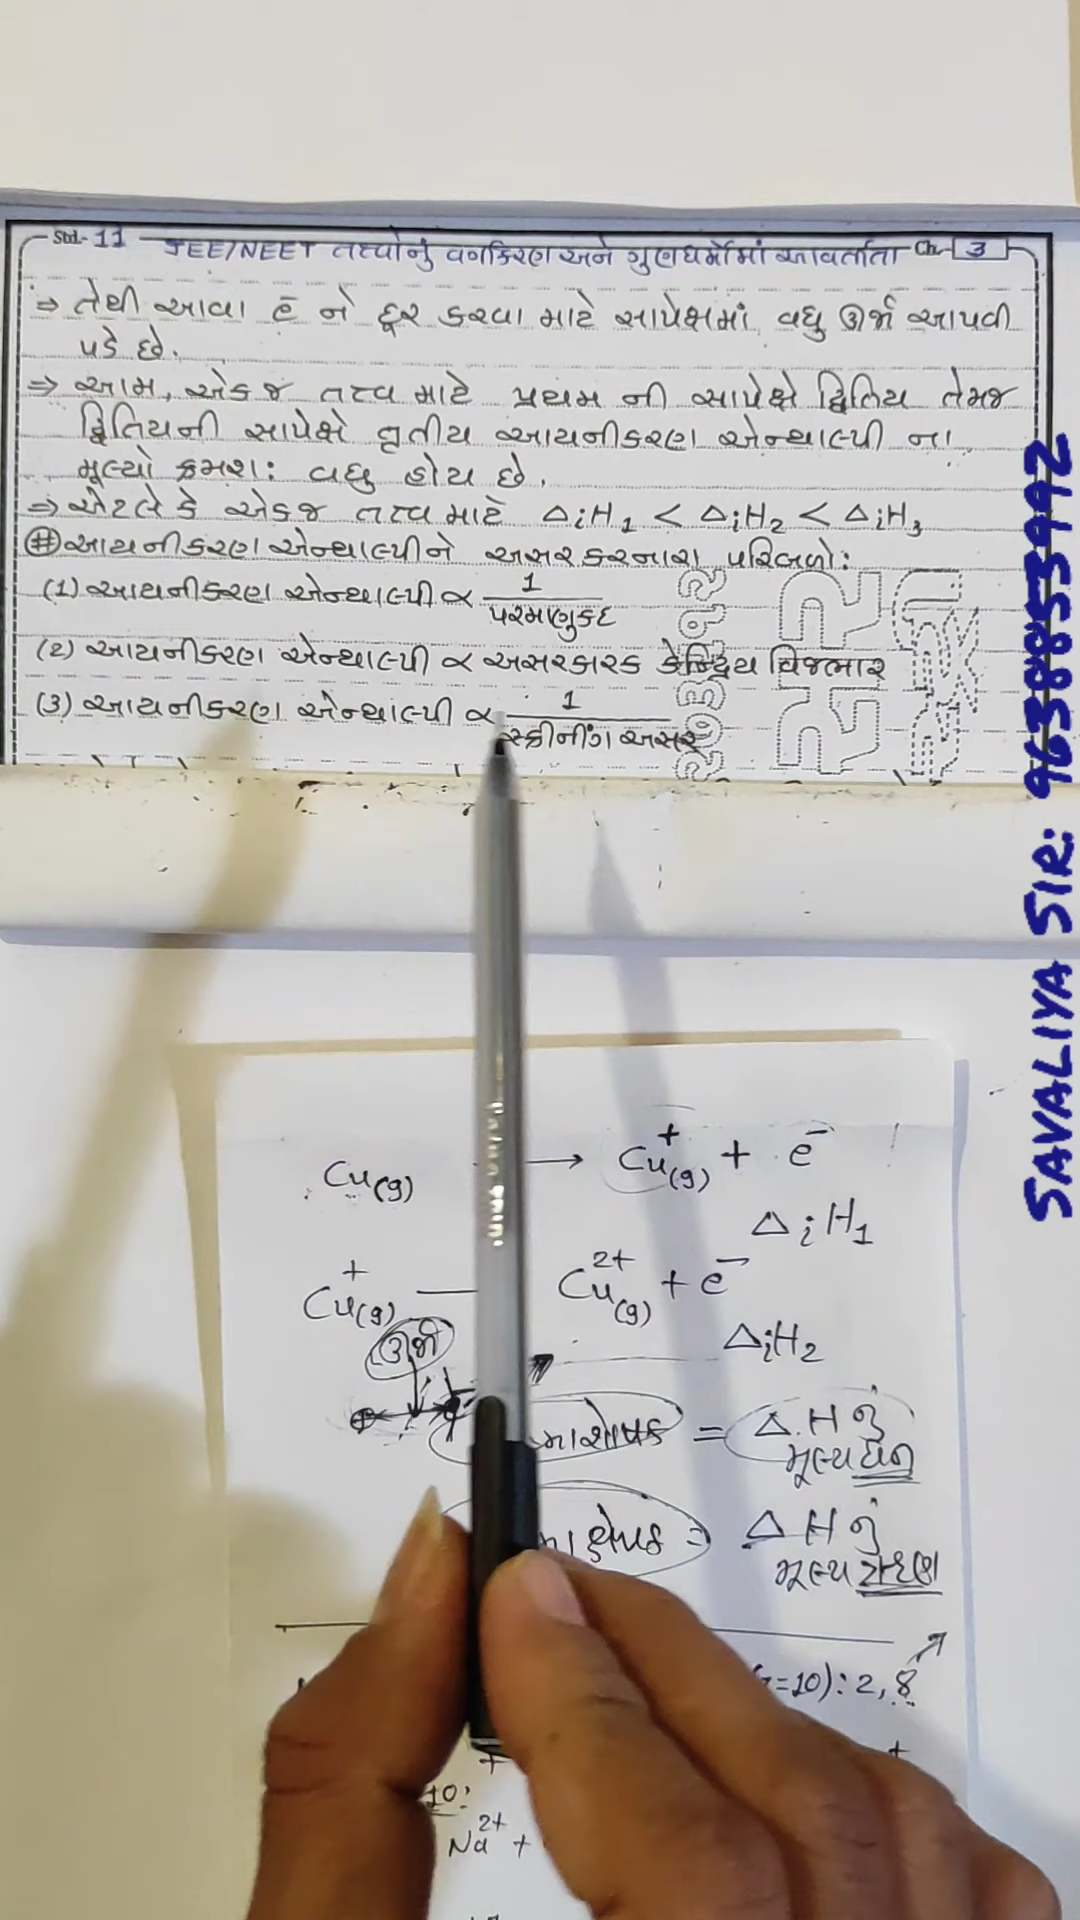 Std.- 11 JEE/NEET તત્વોનું વર્ગીકરણ અને ગુણધર્મોમાં આવર્તતા Ch. 3
⇒ તેથી આવા ē ને દૂર કરવા માટે સાપેક્ષમાં વધુ ઊર્જા આપવી
પડે છે.
⇒ આમ, એકજ તત્વ માટે પ્રથમ ની સાપેક્ષે દ્વિતિય તેમજ
દ્વિતિયની સાપેક્ષે તૃતીય આયનીકરણ એન્થાલ્પી ના
મૂલ્યો ક્રમશ: વધુ હોય છે.
⇒ એટલે કે એકજ તત્વ માટે ΔiH₁ < ΔiH₂ < ΔiH₃
# આયનીકરણ એન્થાલ્પીને અસર કરનારા પરિબળો:
(1) આયનીકરણ એન્થાલ્પી ∝ 1 / પરમાણુકદ
(2) આયનીકરણ એન્થાલ્પી ∝ અસરકારક કેન્દ્રિય વિજભાર
(3) આયનીકરણ એન્થાલ્પી ∝ 1 / સ્ક્રીનીંગ અસર
SAVALIYA SIR: 9638853992
Cu(g) → Cu⁺(g) + e⁻
ΔiH₁
Cu⁺(g) — Cu²⁺(g) + e⁻
ΔiH₂
ઊર્જા
= Δ.H નું
મૂલ્ય ધન
= ΔH નું
મૂલ્ય
=10): 2, 8
10:
Na²⁺ +